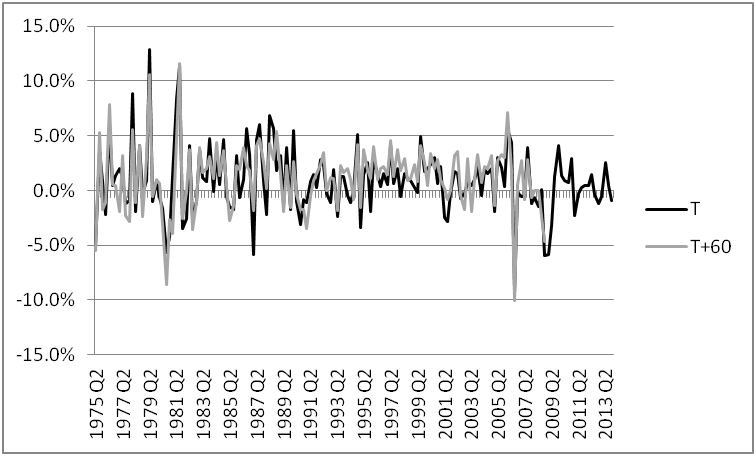 15.0%
10.0%
5.0%
0.0%
-5.0%
-10.0%
-15.0%
1975 Q2
1977 Q2
1979 Q2
1981 Q2
1983 Q2
1985 Q2
1987 Q2
1989 Q2
1991 Q2
1993 Q2
1995 Q2
1997 Q2
1999 Q2
2001 Q2
2003 Q2
2005 Q2
2007 Q2
2009 Q2
2011 Q2
2013 Q2
T
T+60